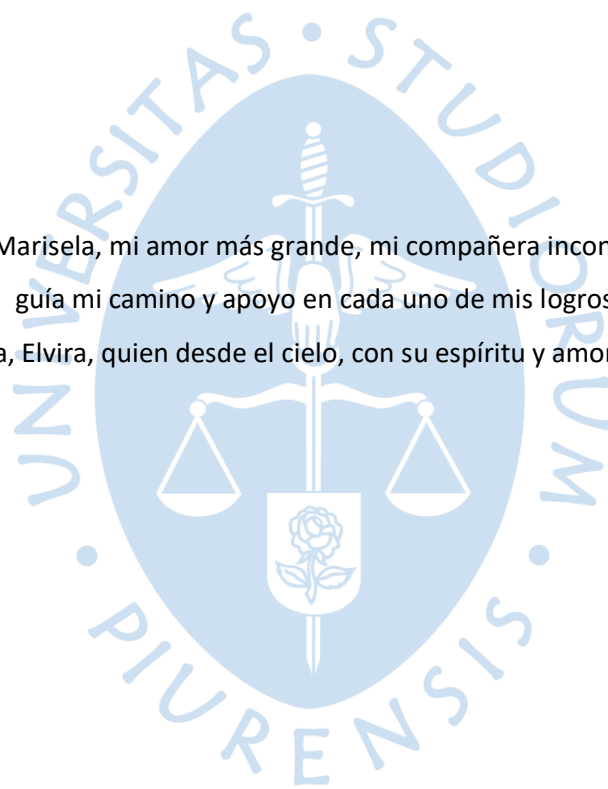 Marisela, mi amor más grande, mi compañera
guía mi camino y apoyo en cada uno de mis logros
Elvira, quien desde el cielo, con su espíritu y amor
UNIVERSITAS • STUDIORUM • PIURENSIS •